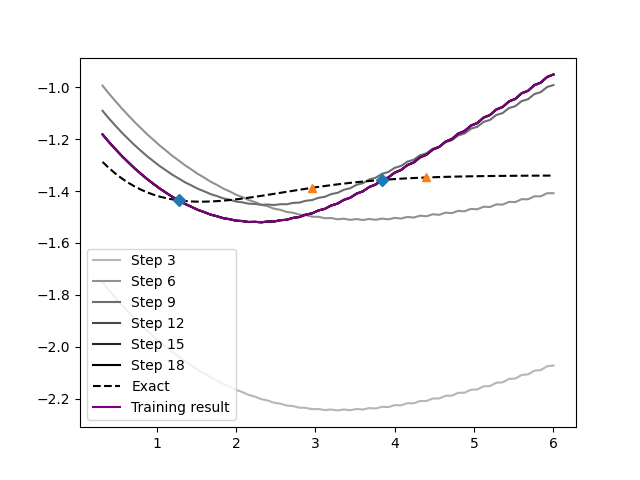 −1.0
−1.2
−1.4
−1.6
−1.8
−2.0
−2.2
Step 3
Step 6
Step 9
Step 12
Step 15
Step 18
Exact
Training result
1 2 3 4 5 6